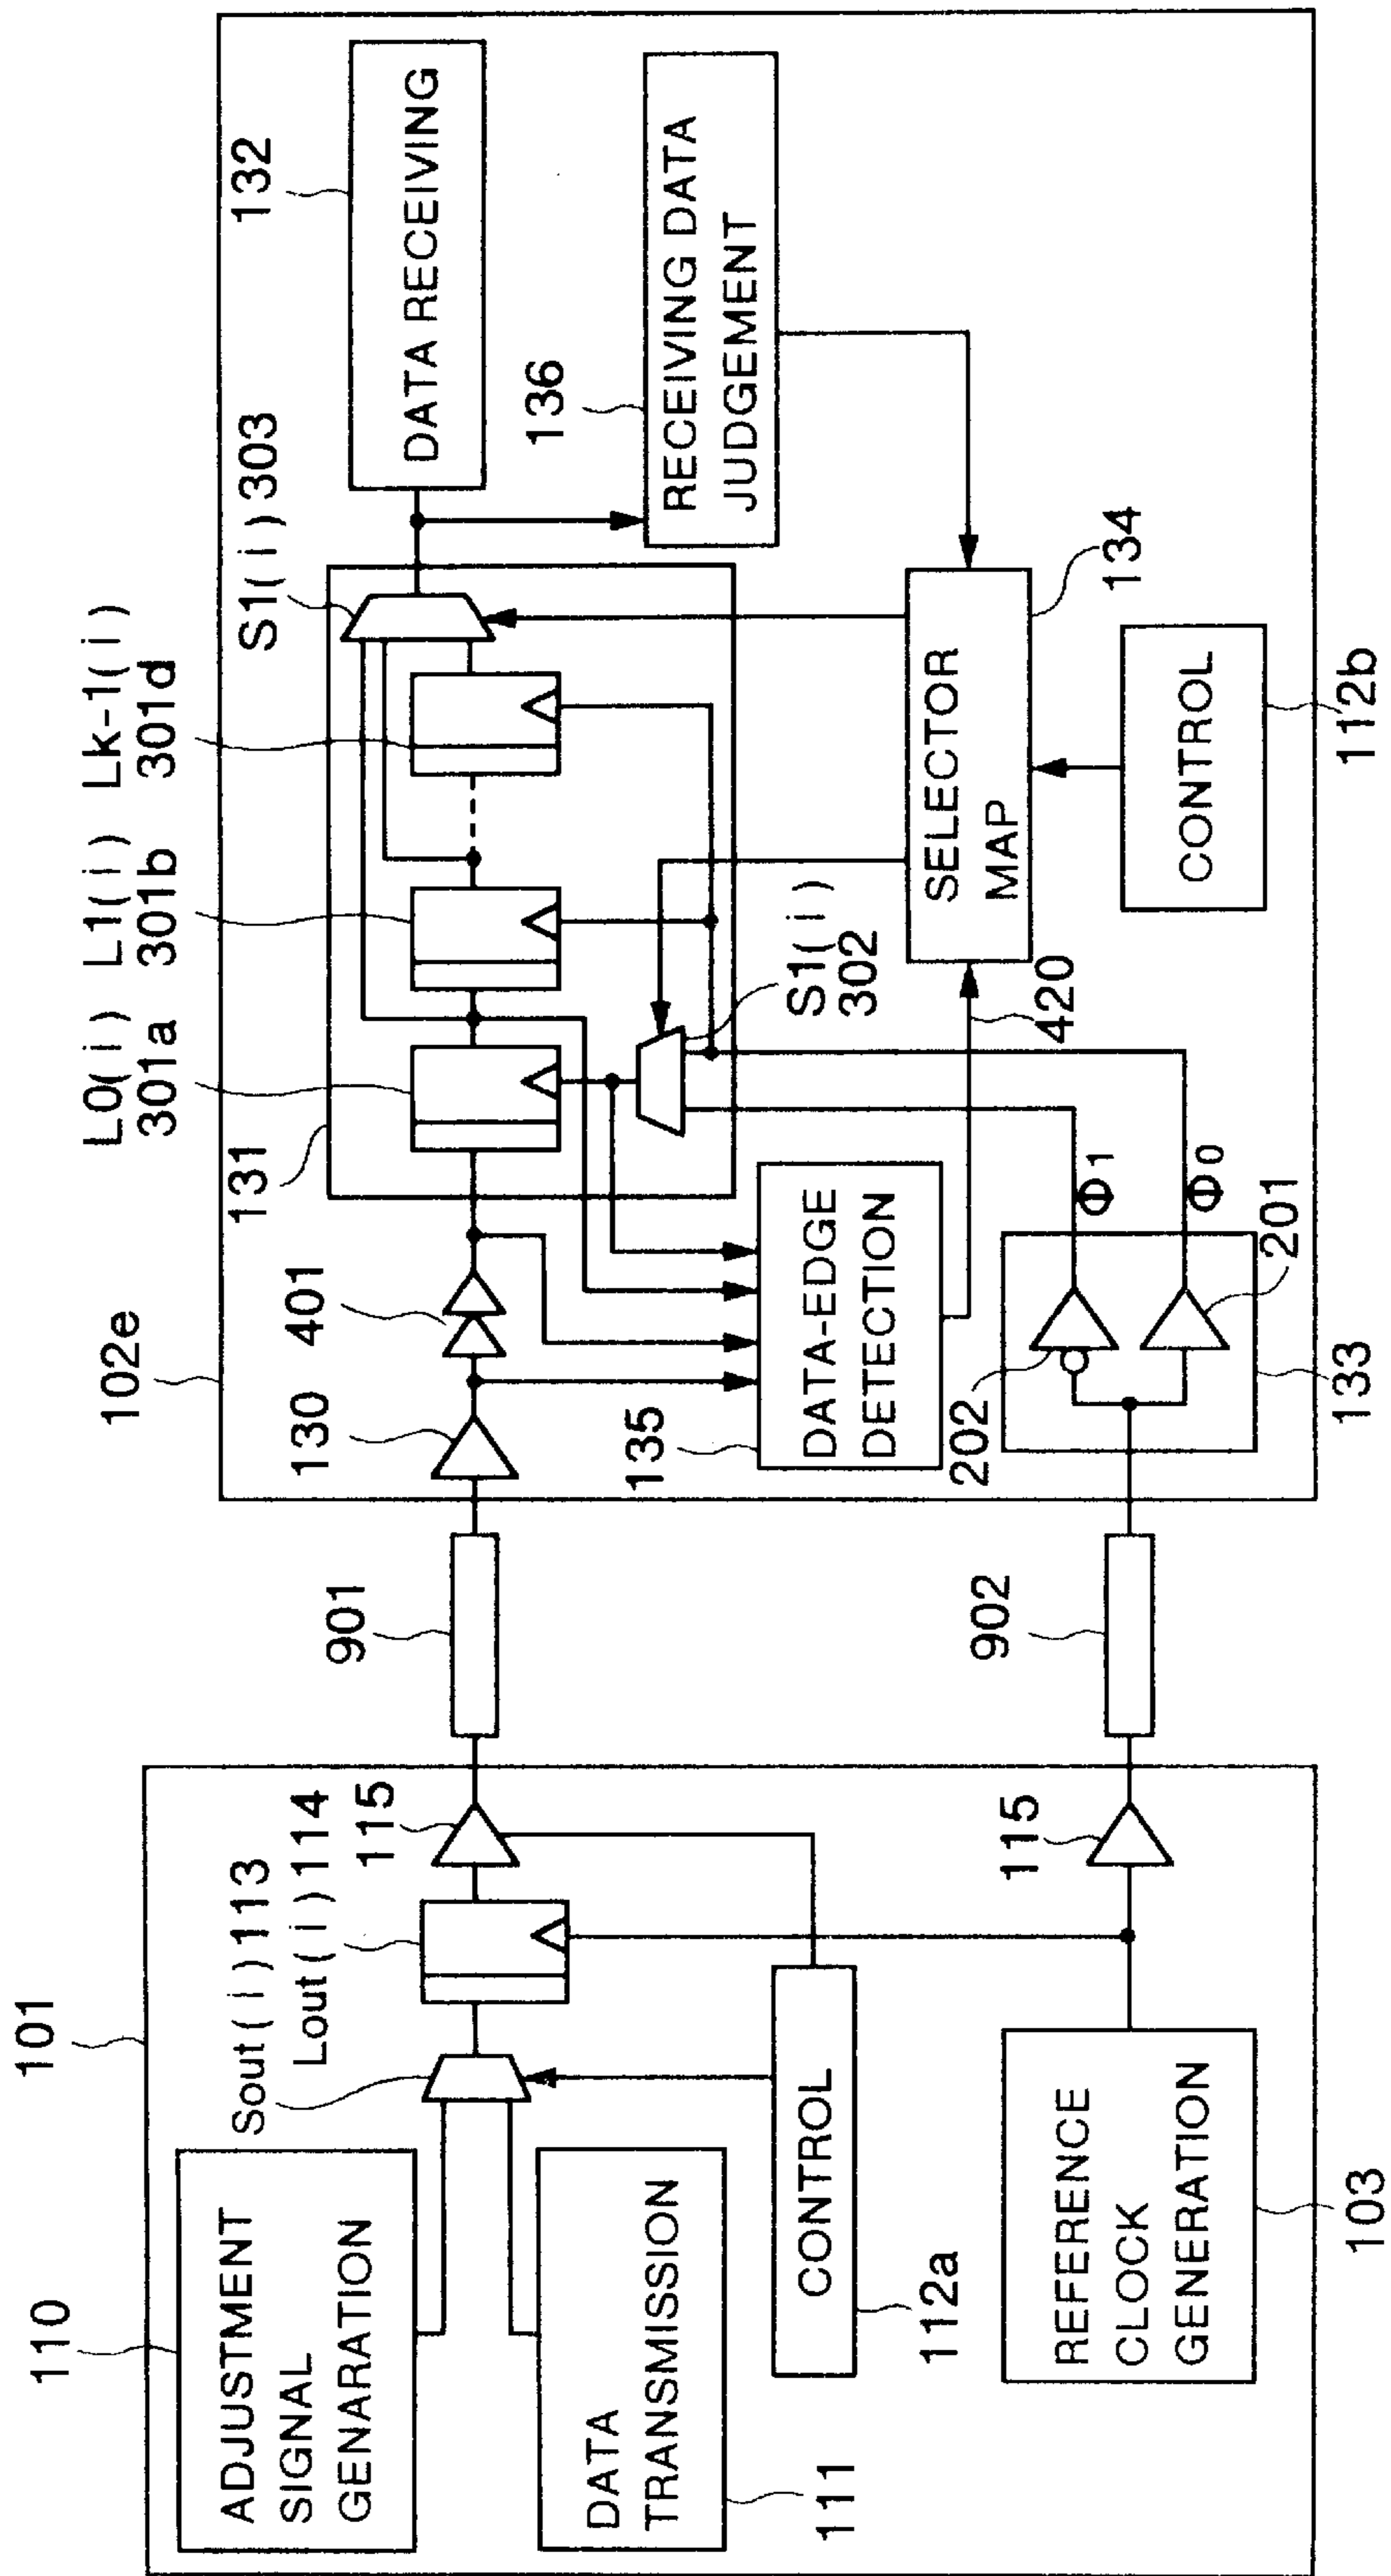 101
110
ADJUSTMENT
SIGNAL
GENARATION
Sout(i) 113
Lout(i) 114
115
DATA
TRANSMISSION
111
CONTROL
112a
REFERENCE
CLOCK
GENERATION
103
115
901
902
102e
130
401
131
L0(i)
301a
L1(i)
301b
Lk-1(i)
301d
S1(i) 303
132
DATA RECEIVING
136
RECEIVING DATA
JUDGEMENT
S1(i)
302
135
DATA-EDGE
DETECTION
420
SELECTOR
MAP
134
CONTROL
112b
202
Φ1
Φ0
201
133